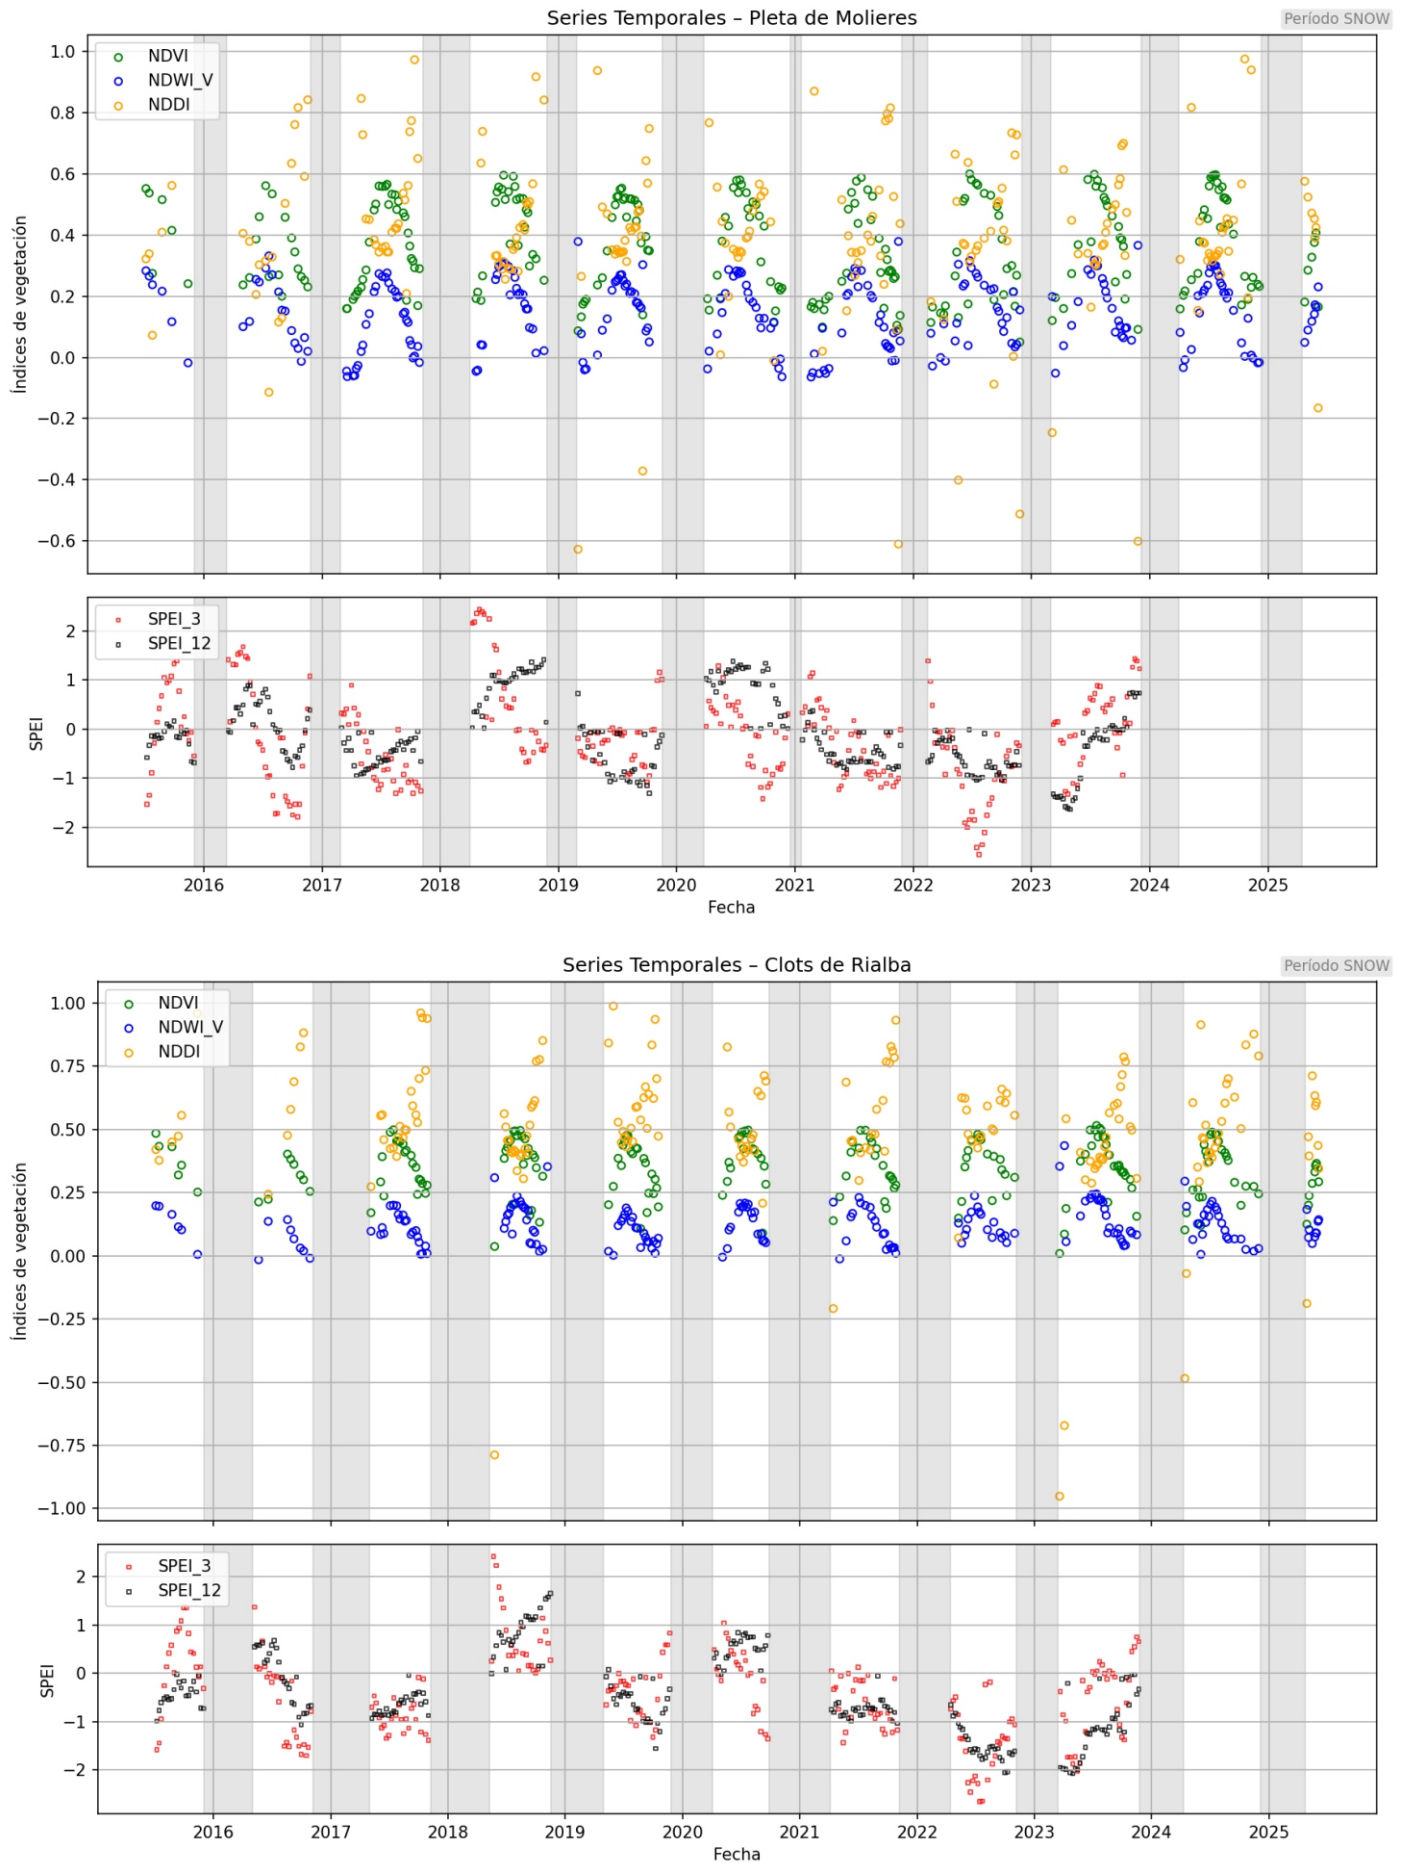 Series Temporales – Pleta de Molieres
Período SNOW
NDVI
NDWI_V
NDDI
Índices de vegetación
1.0
0.8
0.6
0.4
0.2
0.0
−0.2
−0.4
−0.6
SPEI_3
SPEI_12
SPEI
2
1
0
−1
−2
2016 2017 2018 2019 2020 2021 2022 2023 2024 2025
Fecha
Series Temporales – Clots de Rialba
Período SNOW
NDVI
NDWI_V
NDDI
Índices de vegetación
1.00
0.75
0.50
0.25
0.00
−0.25
−0.50
−0.75
−1.00
SPEI_3
SPEI_12
SPEI
2
1
0
−1
−2
2016 2017 2018 2019 2020 2021 2022 2023 2024 2025
Fecha